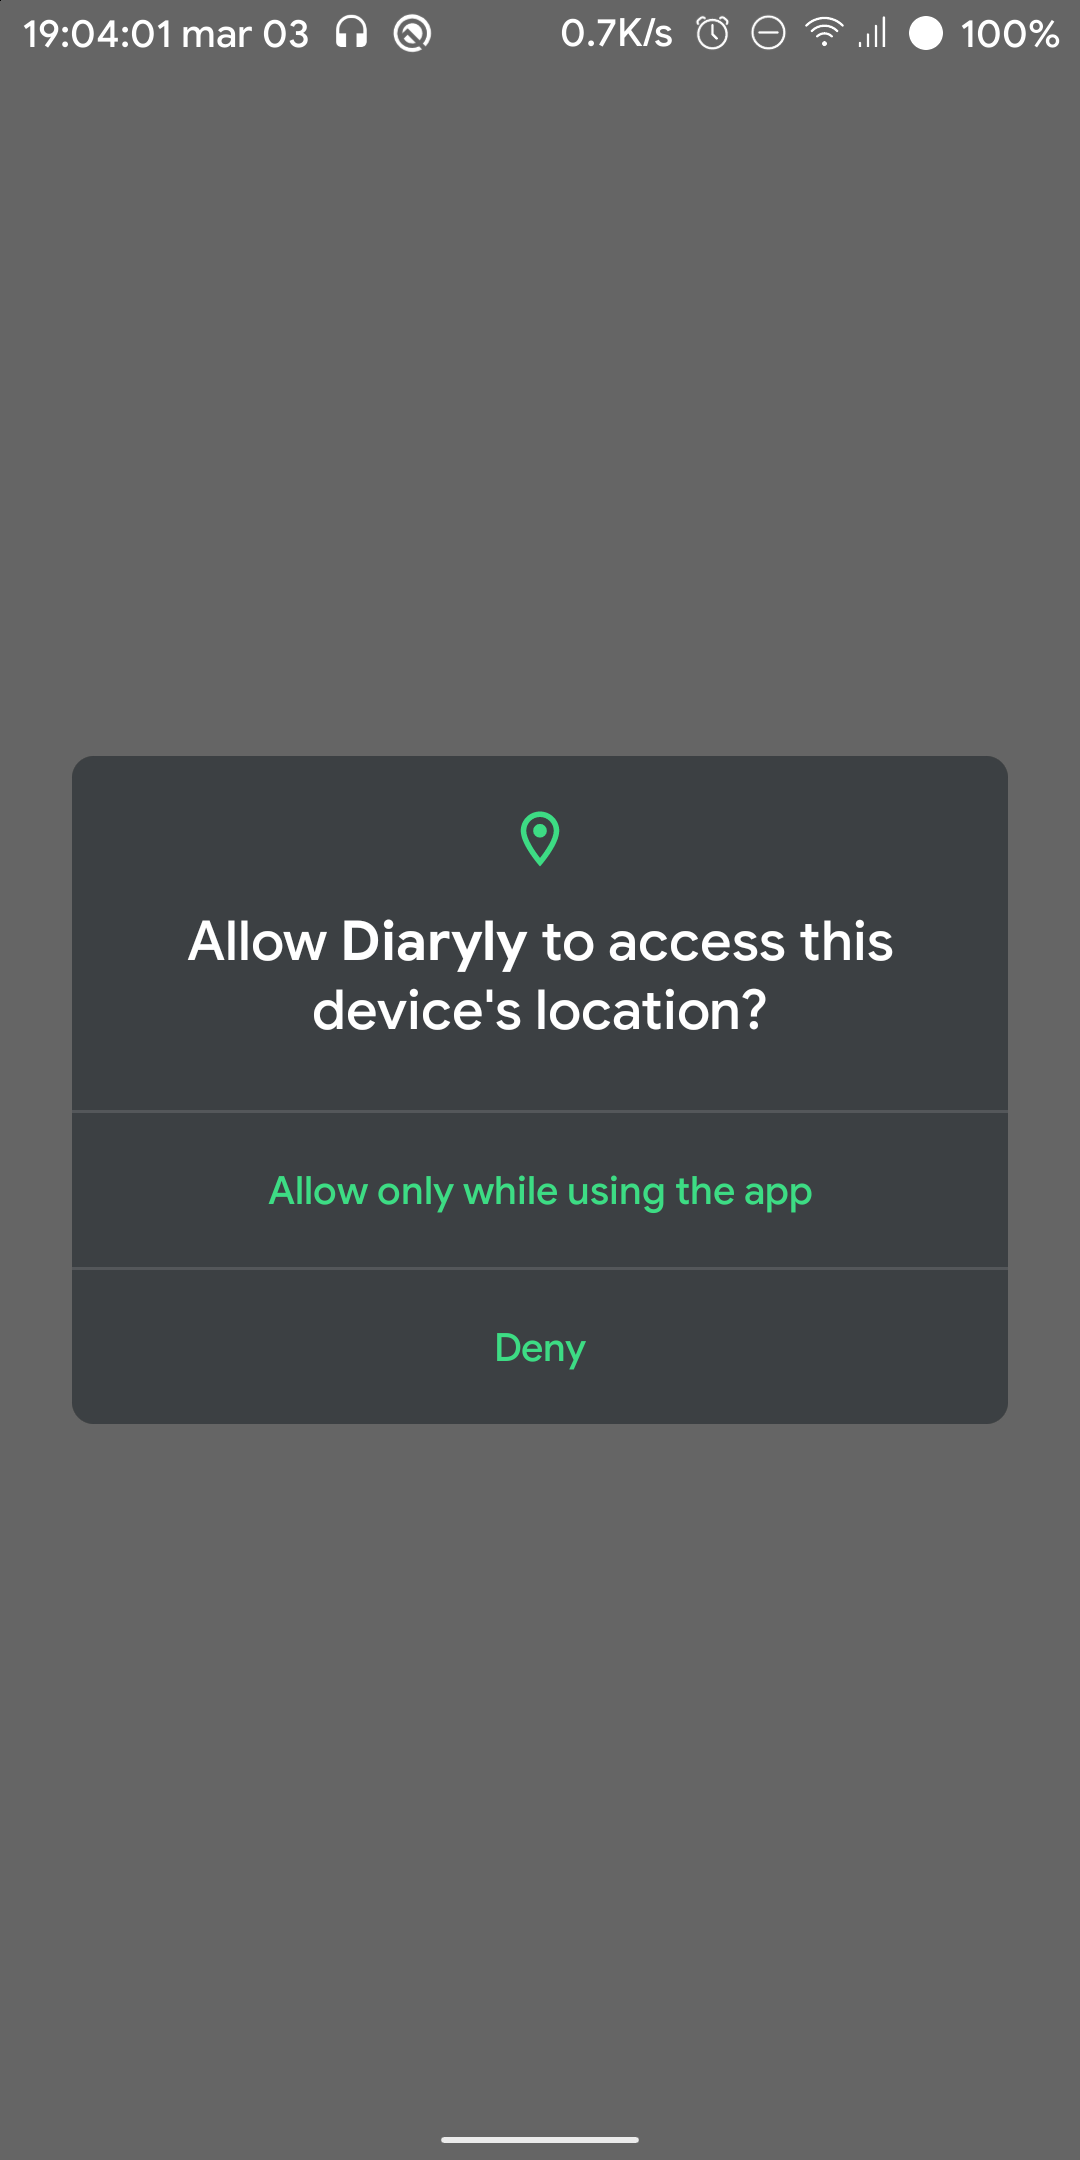 19:04:01 mar 03 0.7K/s 100%
Allow Diaryly to access this
device's location?
Allow only while using the app
Deny